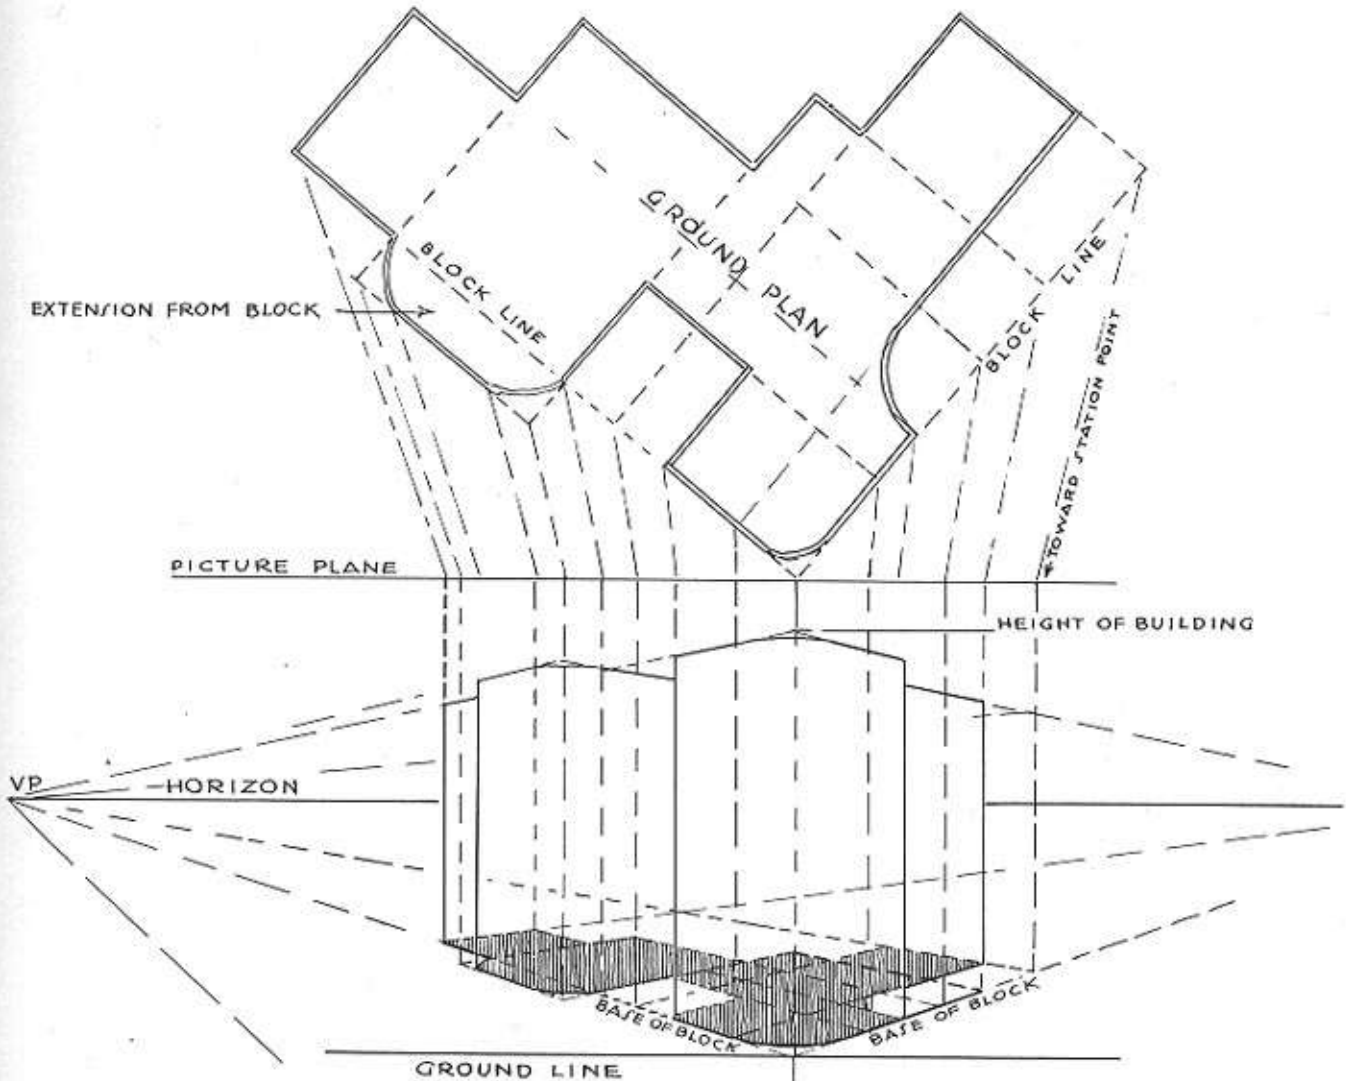 GROUND PLAN
BLOCK LINE
BLOCK LINE
EXTENSION FROM BLOCK
TOWARD STATION POINT
PICTURE PLANE
HEIGHT OF BUILDING
VP
HORIZON
BASE OF BLOCK
BASE OF BLOCK
GROUND LINE